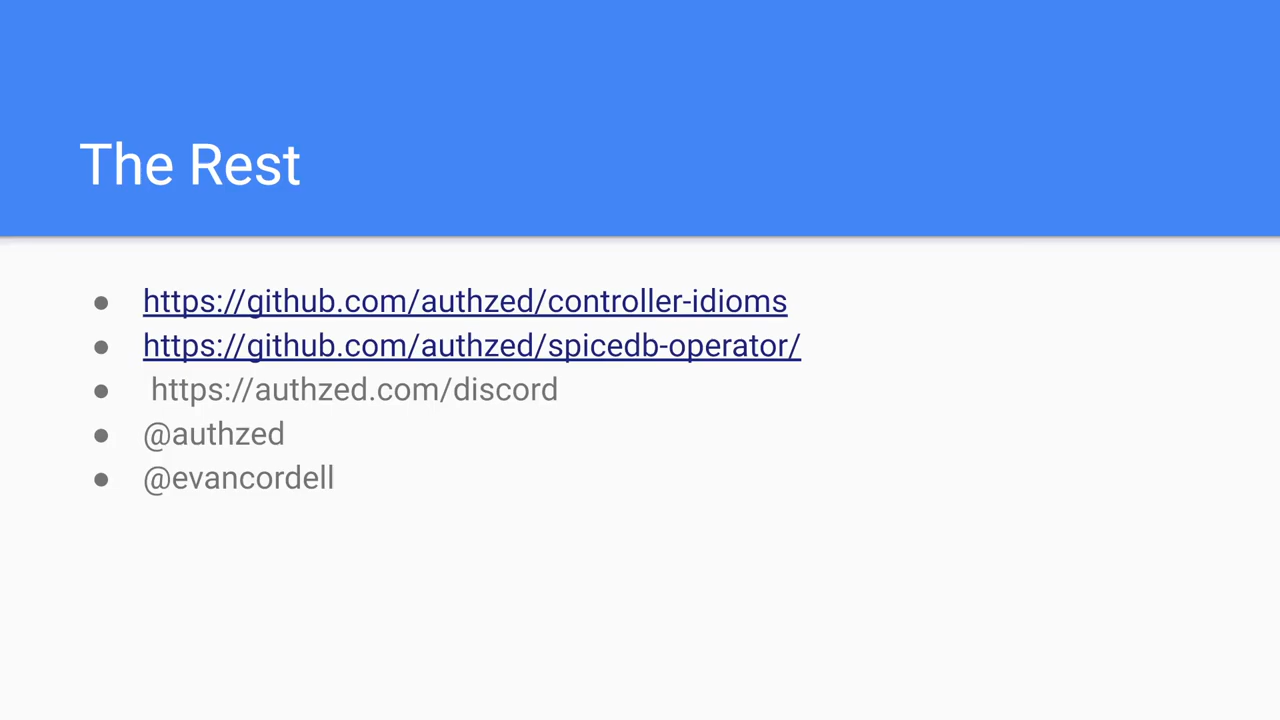 The Rest
● https://github.com/authzed/controller-idioms
● https://github.com/authzed/spicedb-operator/
● https://authzed.com/discord
● @authzed
● @evancordell